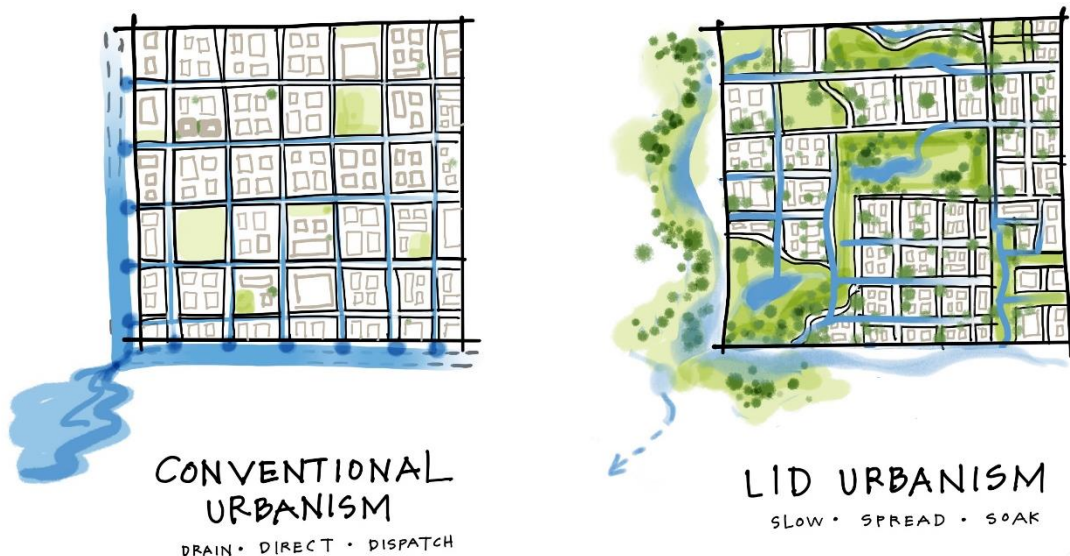 CONVENTIONAL
URBANISM
DRAIN • DIRECT • DISPATCH
LID URBANISM
SLOW • SPREAD • SOAK